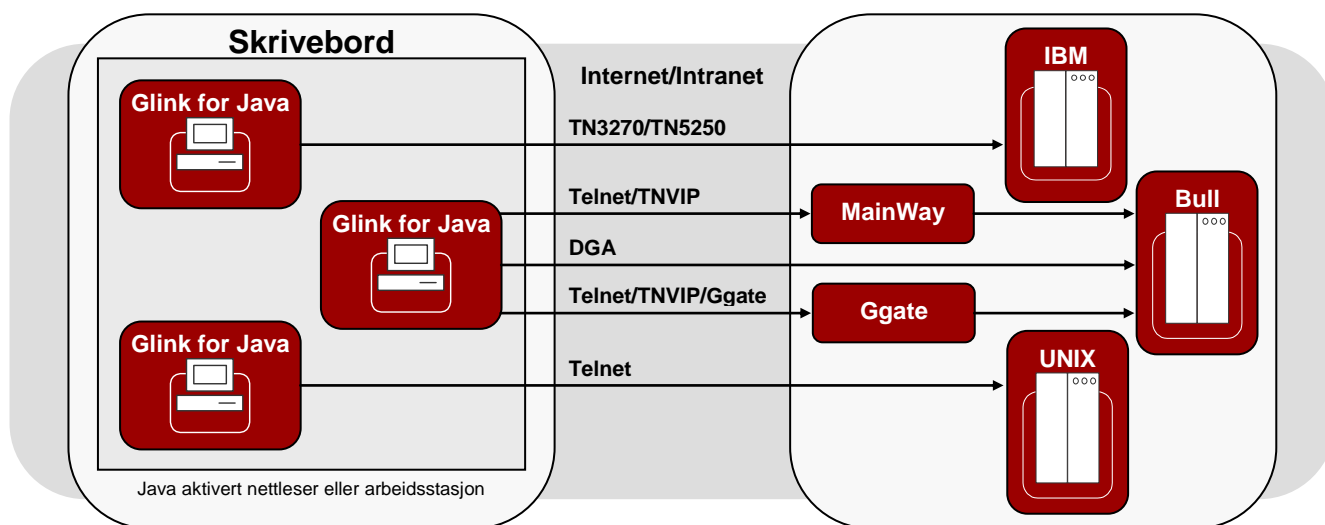 Skrivebord
Internet/Intranet
IBM
Glink for Java
TN3270/TN5250
Telnet/TNVIP
MainWay
Bull
Glink for Java
DGA
Telnet/TNVIP/Ggate
Ggate
Glink for Java
Telnet
UNIX
Java aktivert nettleser eller arbeidsstasjon